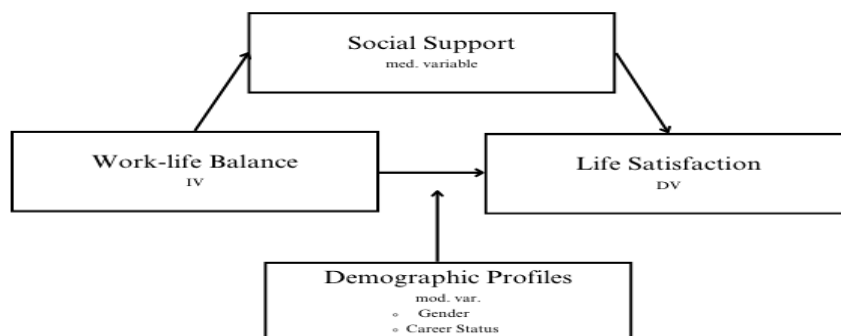 Social Support
med. variable
Work-life Balance
IV
Life Satisfaction
DV
Demographic Profiles
mod. var.
Gender
Career Status